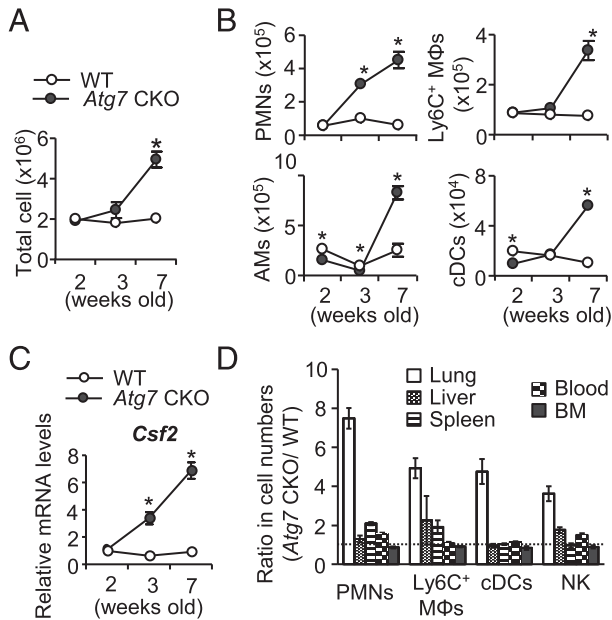 A
WT
Atg7 CKO
Total cell (x10⁶)
6
4
2
0
2 3 7
(weeks old)
*
B
PMNs (x10⁵)
6
4
2
0
* *
Ly6C⁺ MΦs
(x10⁵)
4
2
0
*
AMs
(x10⁵)
10
5
0
* * *
2 3 7
(weeks old)
cDCs (x10⁴)
8
4
0
* *
2 3 7
(weeks old)
C
WT
Atg7 CKO
Csf2
Relative mRNA levels
8
6
4
2
0
* *
2 3 7
(weeks old)
D
Ratio in cell numbers
(Atg7 CKO/ WT)
10
8
6
4
2
0
Lung
Liver
Spleen
Blood
BM
PMNs Ly6C⁺ MΦs cDCs NK